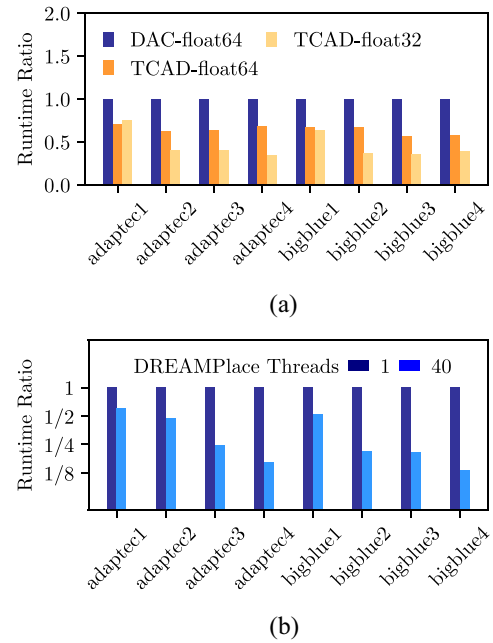 (a)
2.0
DAC-float64 TCAD-float32
1.5
TCAD-float64
1.0
0.5
0.0
Runtime Ratio
adaptec1 adaptec2 adaptec3 adaptec4 bigblue1 bigblue2 bigblue3 bigblue4
(a)
DREAMPlace Threads 1 40
1
1/2
1/4
1/8
Runtime Ratio
adaptec1 adaptec2 adaptec3 adaptec4 bigblue1 bigblue2 bigblue3 bigblue4
(b)